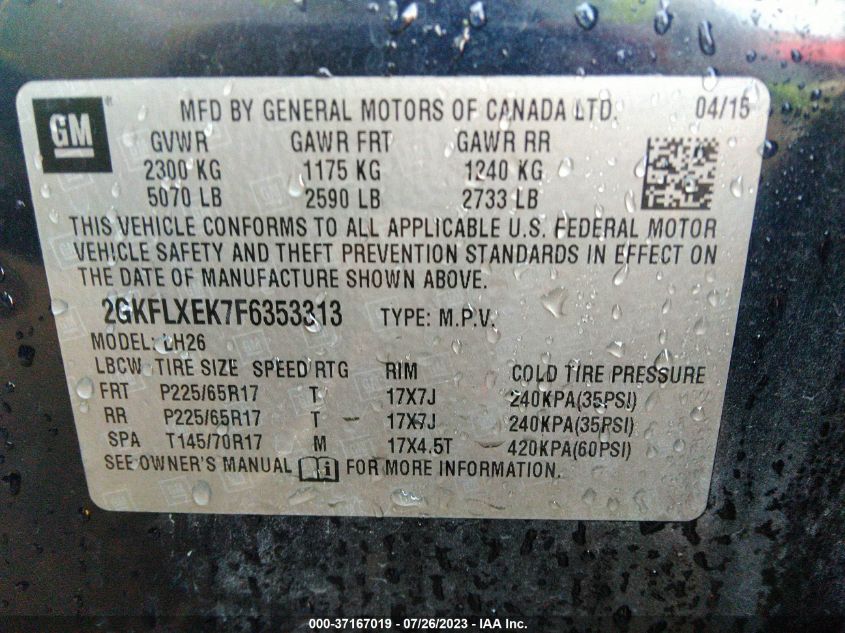 GM ®
MFD BY GENERAL MOTORS OF CANADA LTD. 04/15
GVWR GAWR FRT GAWR RR
2300 KG 1175 KG 1240 KG
5070 LB 2590 LB 2733 LB
THIS VEHICLE CONFORMS TO ALL APPLICABLE U.S. FEDERAL MOTOR
VEHICLE SAFETY AND THEFT PREVENTION STANDARDS IN EFFECT ON
THE DATE OF MANUFACTURE SHOWN ABOVE.
2GKFLXEK7F6353313 TYPE: M.P.V.
MODEL: LH26
LBCW TIRE SIZE SPEED RTG RIM COLD TIRE PRESSURE
FRT P225/65R17 T 17X7J 240KPA(35PSI)
RR P225/65R17 T 17X7J 240KPA(35PSI)
SPA T145/70R17 M 17X4.5T 420KPA(60PSI)
SEE OWNER'S MANUAL FOR MORE INFORMATION.
000-37167019 / 07/26/2023 - IAA Inc.